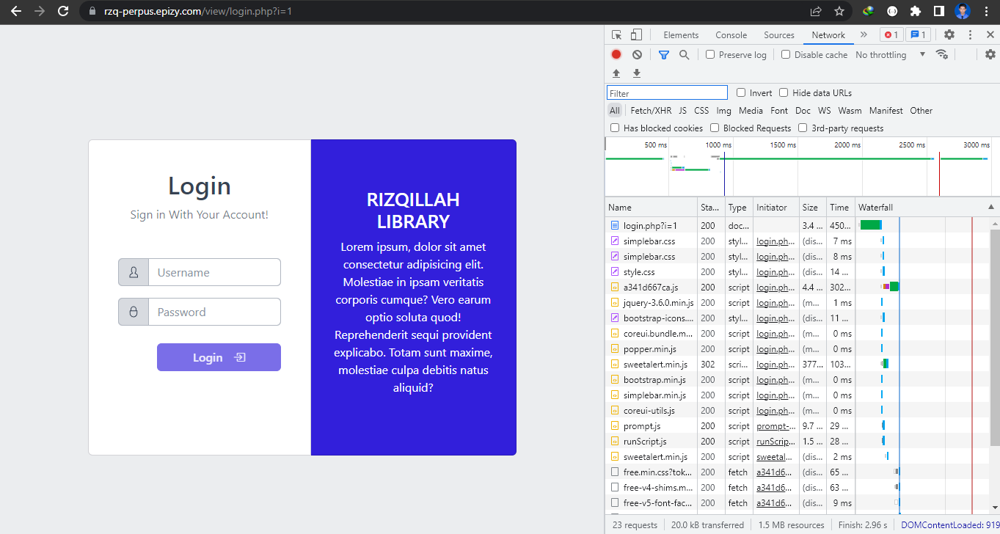 rzq-perpus.epizy.com/view/login.php?i=1
Login
Sign in With Your Account!
Username
Password
Login
RIZQILLAH
LIBRARY
Lorem ipsum, dolor sit amet
consectetur adipisicing elit.
Molestiae in ipsam veritatis
corporis cumque? Vero earum
optio soluta quod!
Reprehenderit sequi provident
explicabo. Totam sunt maxime,
molestiae culpa debitis natus
aliquid?
Elements Console Sources Network » 1 1
Preserve log Disable cache No throttling
Filter Invert Hide data URLs
All Fetch/XHR JS CSS Img Media Font Doc WS Wasm Manifest Other
Has blocked cookies Blocked Requests 3rd-party requests
500 ms 1000 ms 1500 ms 2000 ms 2500 ms 3000 ms
Name Sta... Type Initiator Size Time Waterfall
login.php?i=1 200 doc... 3.4 ... 450...
simplebar.css 200 styl... login.ph... (dis... 7 ms
simplebar.css 200 styl... login.ph... (dis... 8 ms
style.css 200 styl... login.ph... (dis... 14 ...
a341d667ca.js 200 script login.ph... 4.4 ... 302...
jquery-3.6.0.min.js 200 script login.ph... (m... 1 ms
bootstrap-icons.... 200 styl... login.ph... (dis... 11 ...
coreui.bundle.m... 200 script login.ph... (m... 0 ms
popper.min.js 200 script login.ph... (m... 0 ms
sweetalert.min.js 302 scri... login.ph... 377... 103...
bootstrap.min.js 200 script login.ph... (m... 0 ms
simplebar.min.js 200 script login.ph... (m... 0 ms
coreui-utils.js 200 script login.ph... (m... 0 ms
prompt.js 200 script prompt-... 9.7 ... 29 ...
runScript.js 200 script runScrip... 1.5 ... 28 ...
sweetalert.min.js 200 script sweetal... (dis... 2 ms
free.min.css?tok... 200 fetch a341d6... (dis... 65 ...
free-v4-shims.m... 200 fetch a341d6... (dis... 63 ...
free-v5-font-fac... 200 fetch a341d6... (dis... 9 ms
23 requests 20.0 kB transferred 1.5 MB resources Finish: 2.96 s DOMContentLoaded: 919